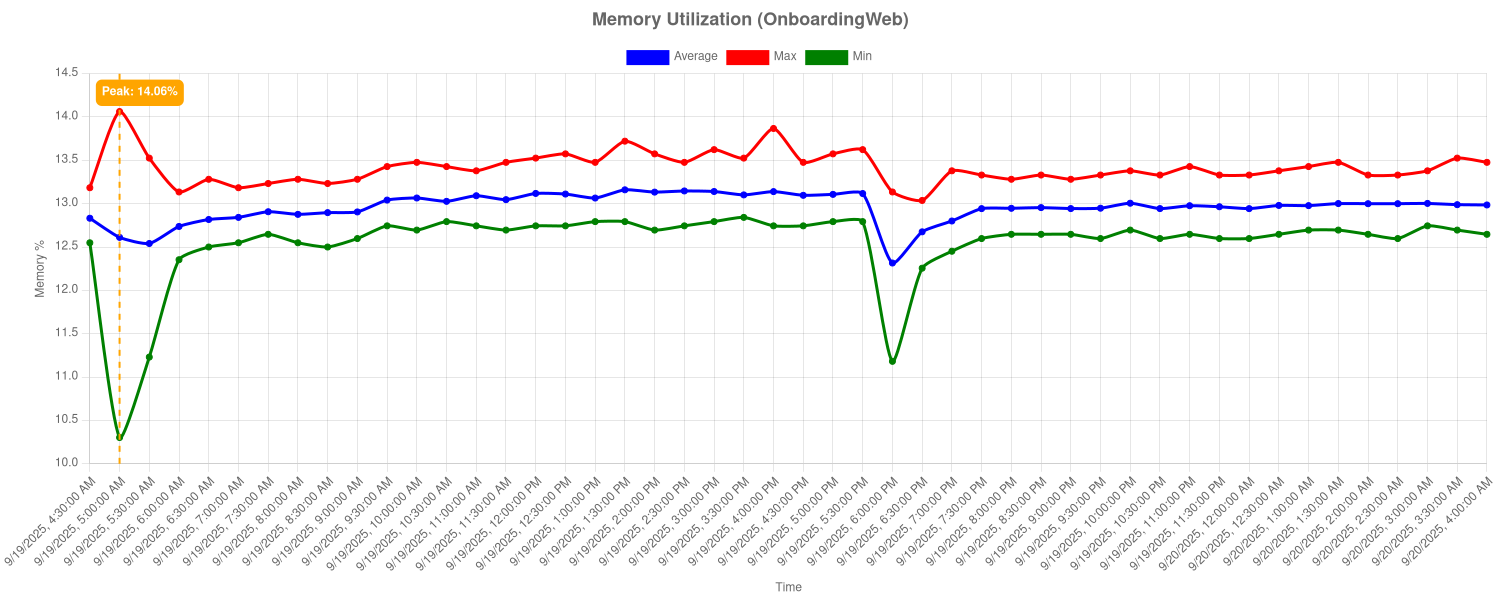 Memory Utilization (OnboardingWeb)
Average Max Min
14.5
Peak: 14.06%
14.0
13.5
13.0
12.5
12.0
11.5
11.0
10.5
10.0
Memory %
9/19/2025, 4:30:00 AM
9/19/2025, 5:00:00 AM
9/19/2025, 5:30:00 AM
9/19/2025, 6:00:00 AM
9/19/2025, 6:30:00 AM
9/19/2025, 7:00:00 AM
9/19/2025, 7:30:00 AM
9/19/2025, 8:00:00 AM
9/19/2025, 8:30:00 AM
9/19/2025, 9:00:00 AM
9/19/2025, 9:30:00 AM
9/19/2025, 10:00:00 AM
9/19/2025, 10:30:00 AM
9/19/2025, 11:00:00 AM
9/19/2025, 11:30:00 AM
9/19/2025, 12:00:00 PM
9/19/2025, 12:30:00 PM
9/19/2025, 1:00:00 PM
9/19/2025, 1:30:00 PM
9/19/2025, 2:00:00 PM
9/19/2025, 2:30:00 PM
9/19/2025, 3:00:00 PM
9/19/2025, 3:30:00 PM
9/19/2025, 4:00:00 PM
9/19/2025, 4:30:00 PM
9/19/2025, 5:00:00 PM
9/19/2025, 5:30:00 PM
9/19/2025, 6:00:00 PM
9/19/2025, 6:30:00 PM
9/19/2025, 7:00:00 PM
9/19/2025, 7:30:00 PM
9/19/2025, 8:00:00 PM
9/19/2025, 8:30:00 PM
9/19/2025, 9:00:00 PM
9/19/2025, 9:30:00 PM
9/19/2025, 10:00:00 PM
9/19/2025, 10:30:00 PM
9/19/2025, 11:00:00 PM
9/19/2025, 11:30:00 PM
9/20/2025, 12:00:00 AM
9/20/2025, 12:30:00 AM
9/20/2025, 1:00:00 AM
9/20/2025, 1:30:00 AM
9/20/2025, 2:00:00 AM
9/20/2025, 2:30:00 AM
9/20/2025, 3:00:00 AM
9/20/2025, 3:30:00 AM
9/20/2025, 4:00:00 AM
Time